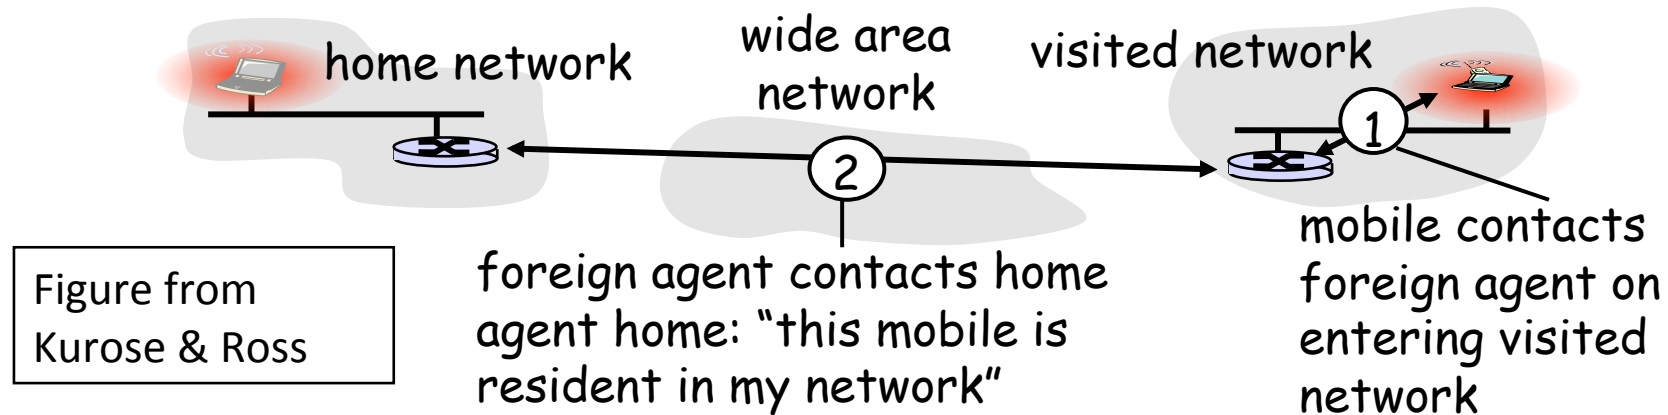 home network
wide area
network
visited network
1
2
foreign agent contacts home
agent home: “this mobile is
resident in my network”
mobile contacts
foreign agent on
entering visited
network
Figure from
Kurose & Ross